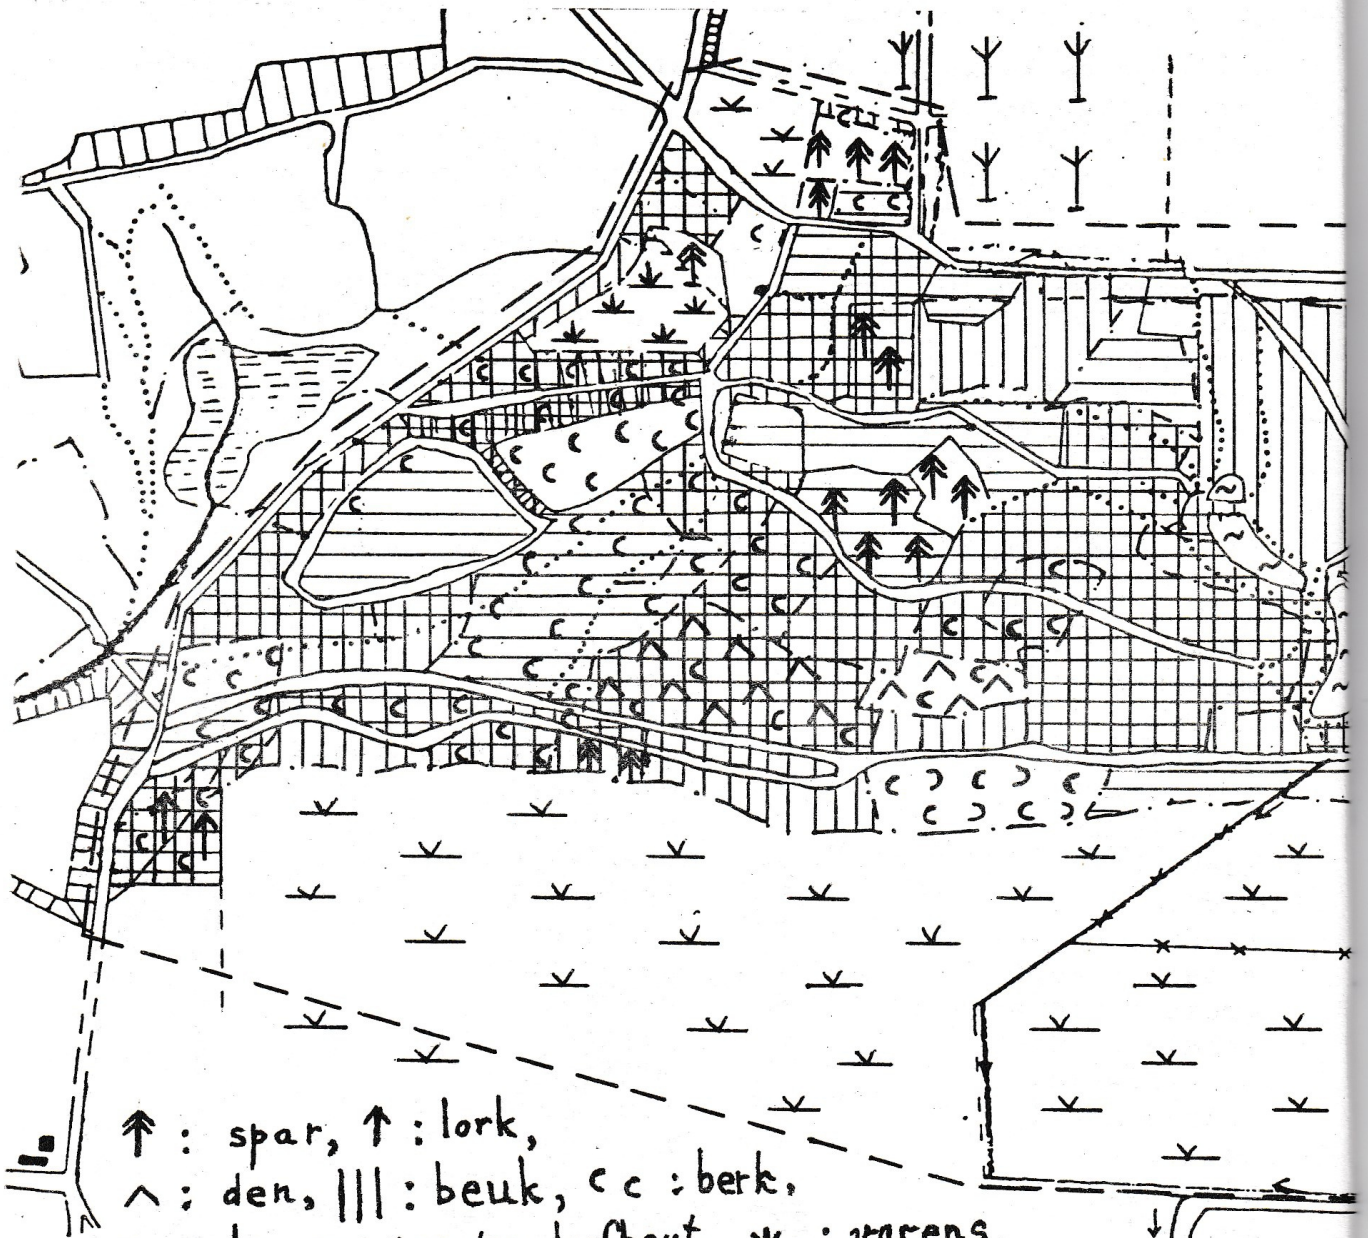 : spar, : lork,
: den, ||| : beuk, c c : berk.
: varens